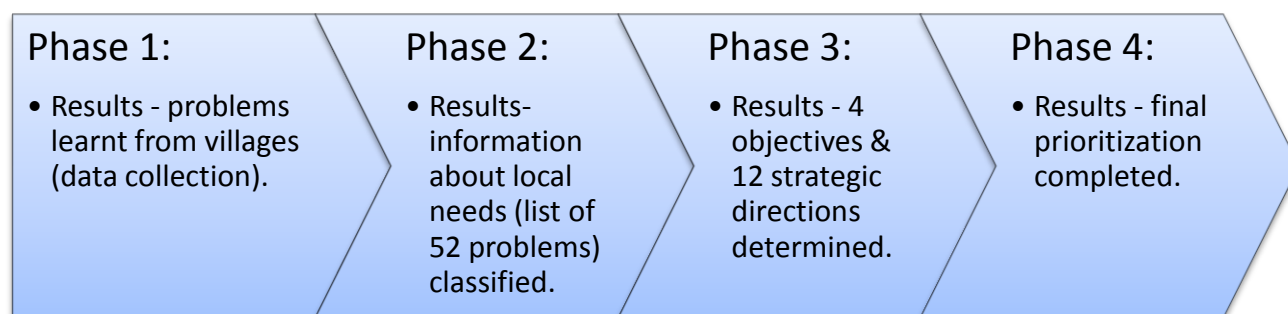 Phase 1:
• Results - problems
learnt from villages
(data collection).
Phase 2:
• Results-
information
about local
needs (list of
52 problems)
classified.
Phase 3:
• Results - 4
objectives &
12 strategic
directions
determined.
Phase 4:
• Results - final
prioritization
completed.